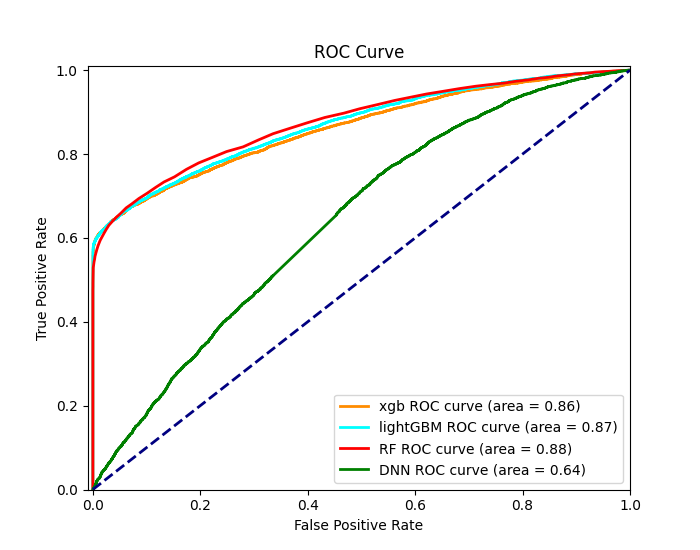 ROC Curve
True Positive Rate
1.0
0.8
0.6
0.4
0.2
0.0
xgb ROC curve (area = 0.86)
lightGBM ROC curve (area = 0.87)
RF ROC curve (area = 0.88)
DNN ROC curve (area = 0.64)
0.0 0.2 0.4 0.6 0.8 1.0
False Positive Rate